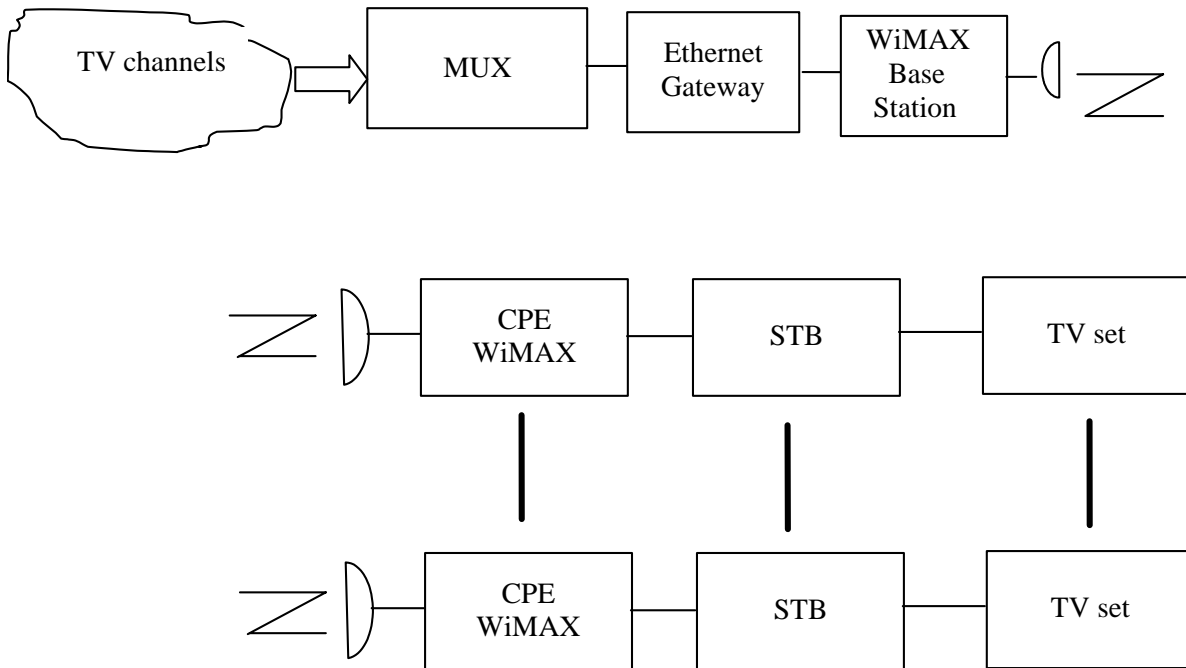 TV channels
MUX
Ethernet
Gateway
WiMAX
Base
Station
CPE
WiMAX
STB
TV set
CPE
WiMAX
STB
TV set